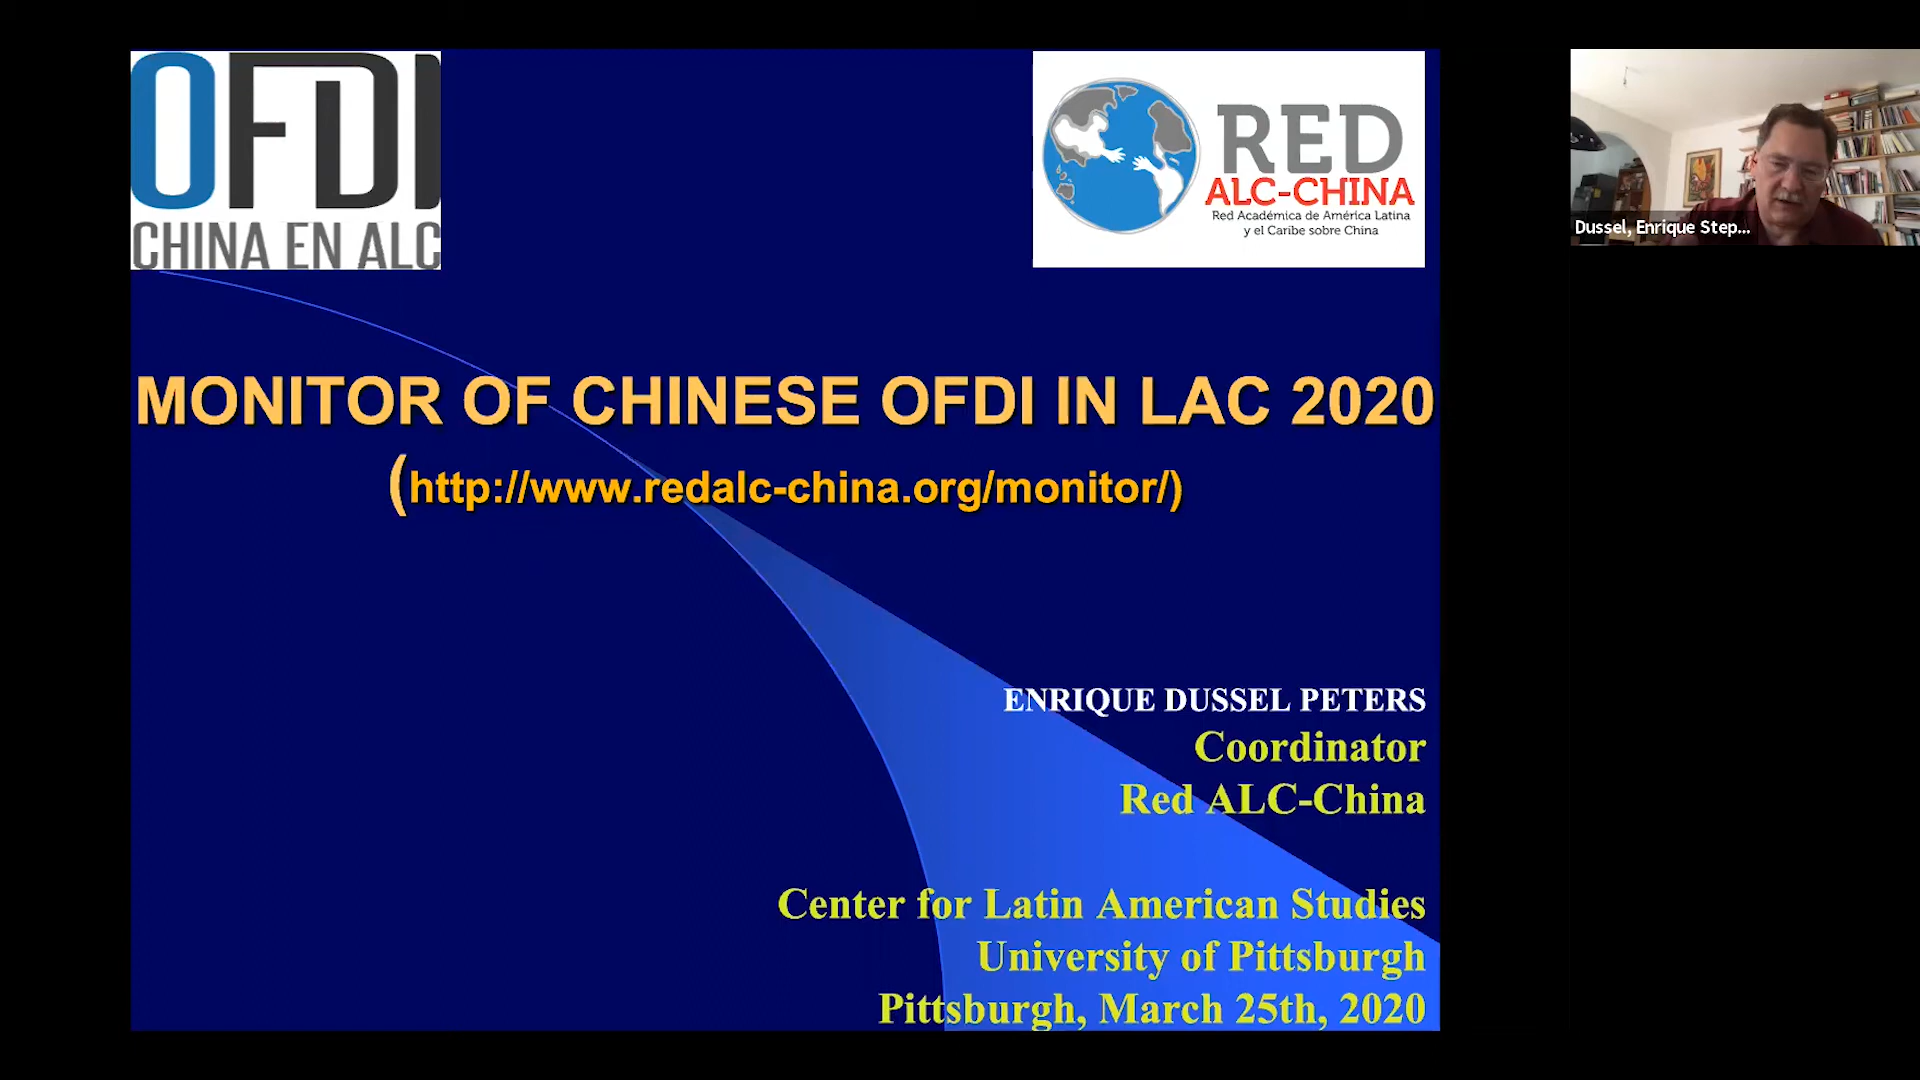 OFDI
CHINA EN ALC
RED
ALC-CHINA
Red Académica de América Latina
y el Caribe sobre China
Dussel, Enrique Step...
MONITOR OF CHINESE OFDI IN LAC 2020
(http://www.redalc-china.org/monitor/)
ENRIQUE DUSSEL PETERS
Coordinator
Red ALC-China
Center for Latin American Studies
University of Pittsburgh
Pittsburgh, March 25th, 2020